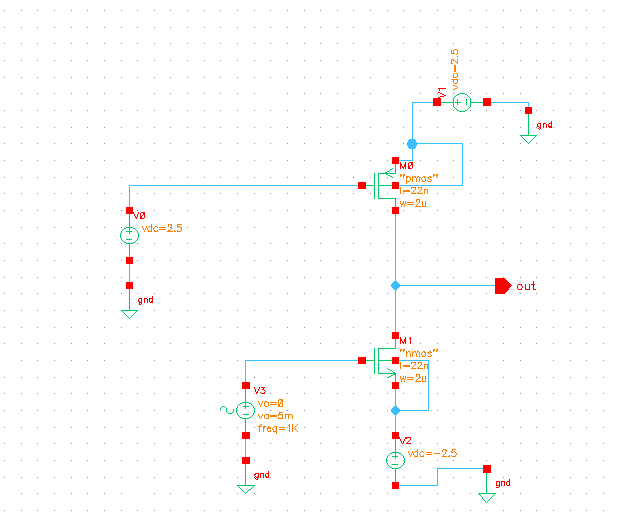 vdc=2.5
V1
gnd
M0
"pmos"
l=22n
w=2u
V0
vdc=2.5
gnd
out
M1
"nmos"
l=22n
w=2u
V3
vo=0
va=5m
freq=1K
gnd
V2
vdc=-2.5
gnd